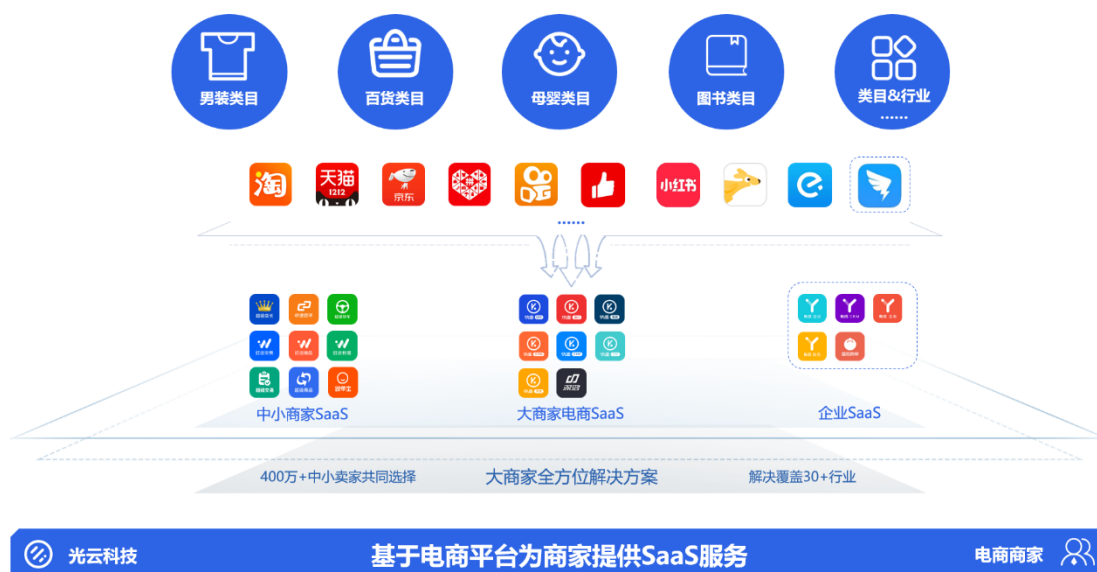 男装类目
百货类目
母婴类目
图书类目
类目&行业
......
淘
天猫
1212
京东
拼
小红书
......
中小商家SaaS
大商家电商SaaS
企业SaaS
400万+中小卖家共同选择
大商家全方位解决方案
解决覆盖30+行业
光云科技
基于电商平台为商家提供SaaS服务
电商商家